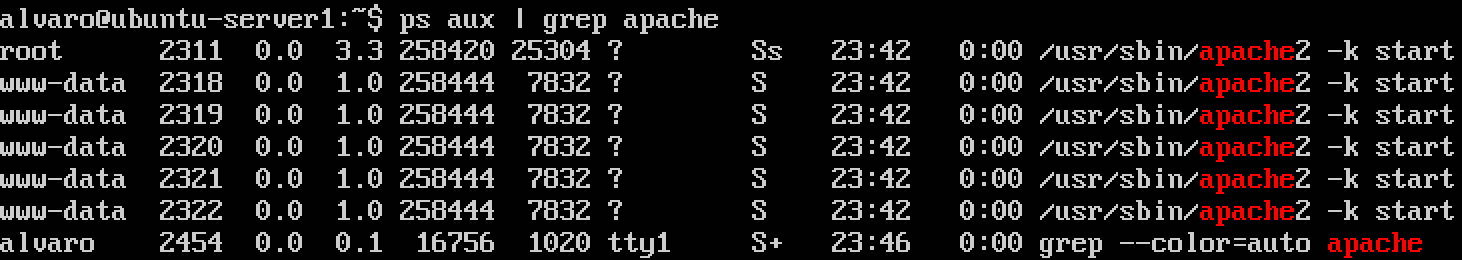 alvaro@ubuntu-server1:~$ ps aux | grep apache
root      2311  0.0  3.3 258420 25304 ?        Ss   23:42   0:00 /usr/sbin/apache2 -k start
www-data  2318  0.0  1.0 258444  7832 ?        S    23:42   0:00 /usr/sbin/apache2 -k start
www-data  2319  0.0  1.0 258444  7832 ?        S    23:42   0:00 /usr/sbin/apache2 -k start
www-data  2320  0.0  1.0 258444  7832 ?        S    23:42   0:00 /usr/sbin/apache2 -k start
www-data  2321  0.0  1.0 258444  7832 ?        S    23:42   0:00 /usr/sbin/apache2 -k start
www-data  2322  0.0  1.0 258444  7832 ?        S    23:42   0:00 /usr/sbin/apache2 -k start
alvaro    2454  0.0  0.1  16756  1020 tty1     S+   23:46   0:00 grep --color=auto apache